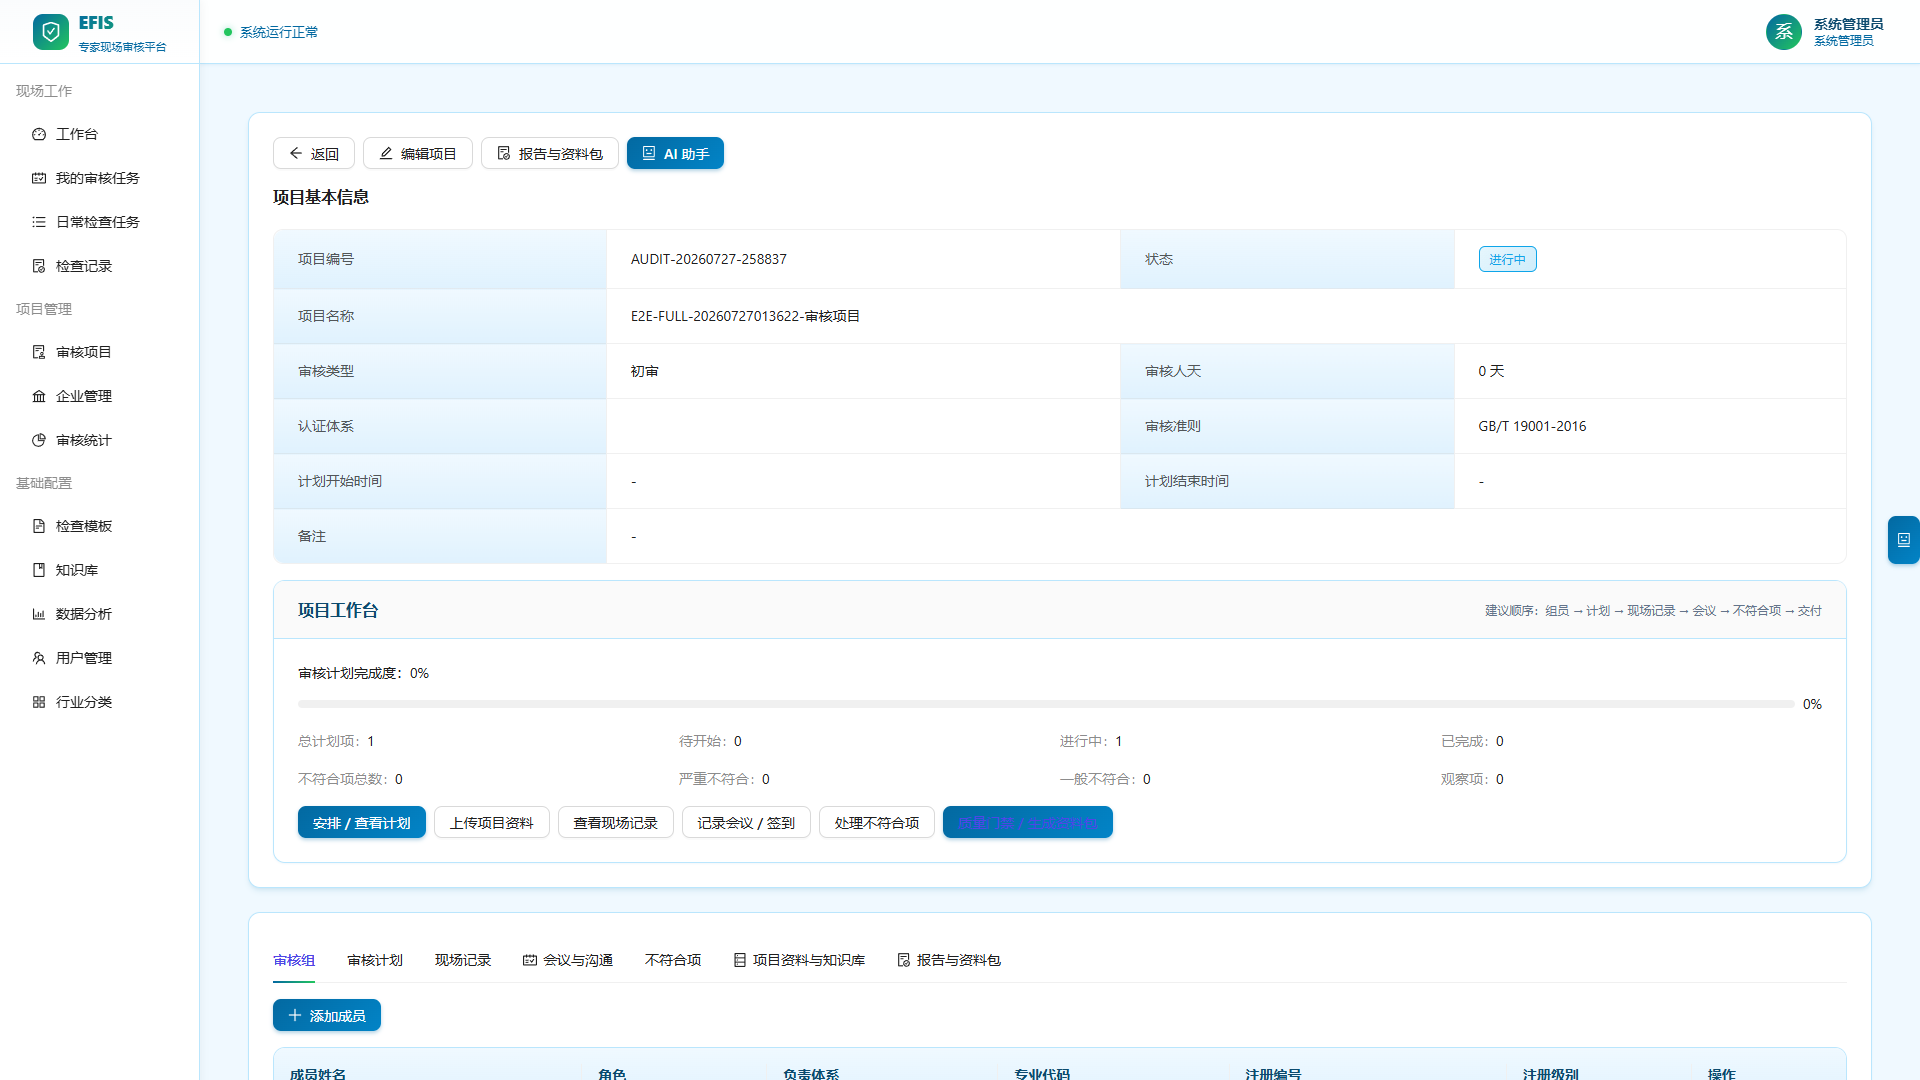 EFIS
专家现场审核平台
系统运行正常
系
系统管理员
系统管理员
现场工作
工作台
我的审核任务
日常检查任务
检查记录
项目管理
审核项目
企业管理
审核统计
基础配置
检查模板
知识库
数据分析
用户管理
行业分类
返回
编辑项目
报告与资料包
AI 助手
项目基本信息
项目编号 AUDIT-20260727-258837 状态 进行中
项目名称 E2E-FULL-20260727013622-审核项目
审核类型 初审 审核人天 0 天
认证体系 审核准则 GB/T 19001-2016
计划开始时间 - 计划结束时间 -
备注 -
项目工作台 建议顺序：组员 → 计划 → 现场记录 → 会议 → 不符合项 → 交付
审核计划完成度：0%
0%
总计划项：1 待开始：0 进行中：1 已完成：0
不符合项总数：0 严重不符合：0 一般不符合：0 观察项：0
安排 / 查看计划 上传项目资料 查看现场记录 记录会议 / 签到 处理不符合项
审核组 审核计划 现场记录 会议与沟通 不符合项 项目资料与知识库 报告与资料包
添加成员
成员姓名 角色 负责体系 专业代码 注册编号 注册级别 操作